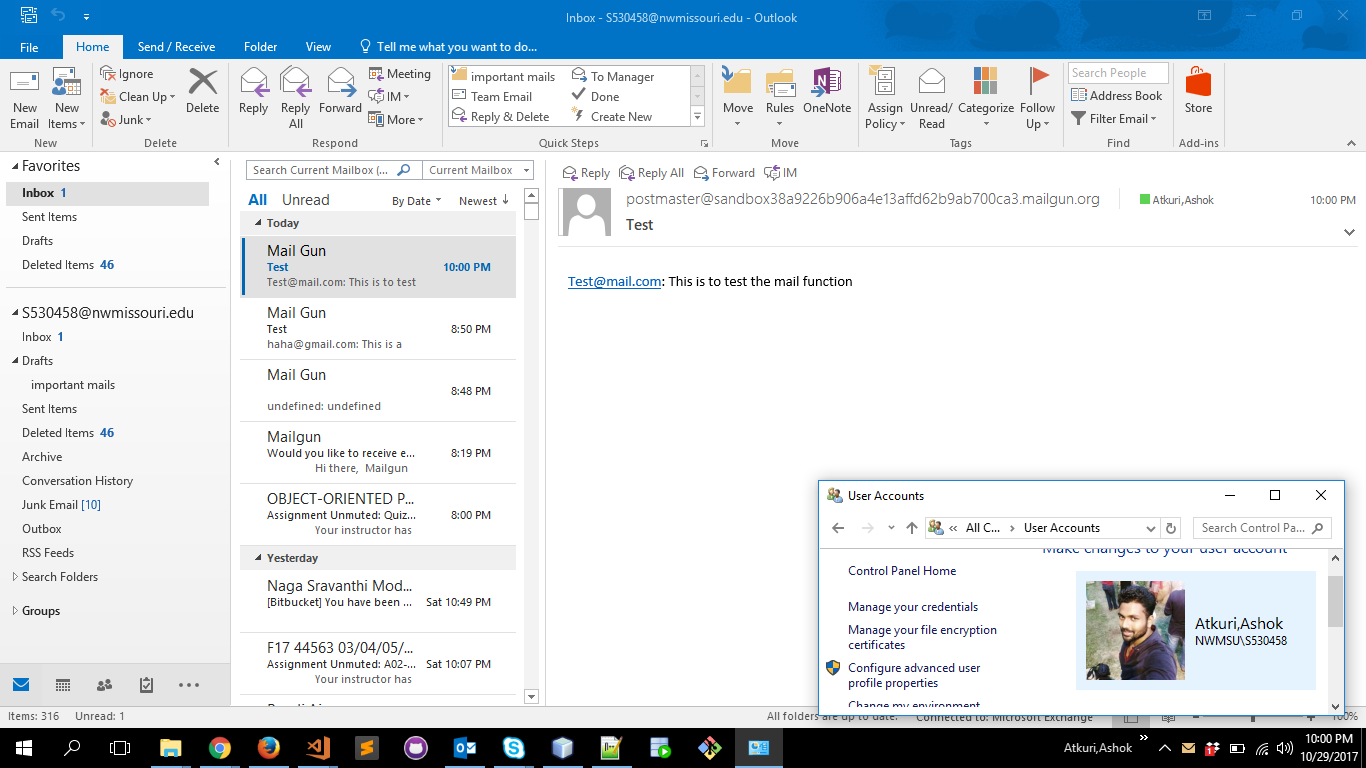 Inbox - S530458@nwmissouri.edu - Outlook
File Home Send / Receive Folder View Tell me what you want to do...
New Email
New Items
New
Ignore
Clean Up
Junk
Delete
Delete
Reply
Reply All
Forward
Meeting
IM
More
Respond
important mails
Team Email
Reply & Delete
To Manager
Done
Create New
Quick Steps
Move
Rules
OneNote
Move
Assign Policy
Unread/ Read
Categorize
Follow Up
Tags
Search People
Address Book
Filter Email
Find
Store
Add-ins
Favorites
Inbox 1
Sent Items
Drafts
Deleted Items 46
S530458@nwmissouri.edu
Inbox 1
Drafts
important mails
Sent Items
Deleted Items 46
Archive
Conversation History
Junk Email [10]
Outbox
RSS Feeds
Search Folders
Groups
Search Current Mailbox (... Current Mailbox
All Unread By Date Newest
Today
Mail Gun
Test 10:00 PM
Test@mail.com: This is to test
Mail Gun
Test 8:50 PM
haha@gmail.com: This is a
Mail Gun
8:48 PM
undefined: undefined
Mailgun
Would you like to receive e... 8:19 PM
Hi there, Mailgun
OBJECT-ORIENTED P...
Assignment Unmuted: Quiz... 8:00 PM
Your instructor has
Yesterday
Naga Sravanthi Mod...
[Bitbucket] You have been ... Sat 10:49 PM
F17 44563 03/04/05/...
Assignment Unmuted: A02-... Sat 10:07 PM
Your instructor has
Reply Reply All Forward IM
postmaster@sandbox38a9226b906a4e13affd62b9ab700ca3.mailgun.org Atkuri,Ashok 10:00 PM
Test
Test@mail.com: This is to test the mail function
User Accounts
All C... User Accounts Search Control Pa...
Make changes to your user account
Control Panel Home
Manage your credentials
Manage your file encryption
certificates
Configure advanced user
profile properties
Change my environment
Atkuri,Ashok
NWMSU\S530458
Items: 316 Unread: 1 All folders are up to date. Connected to: Microsoft Exchange 100%
Atkuri,Ashok
10:00 PM
10/29/2017